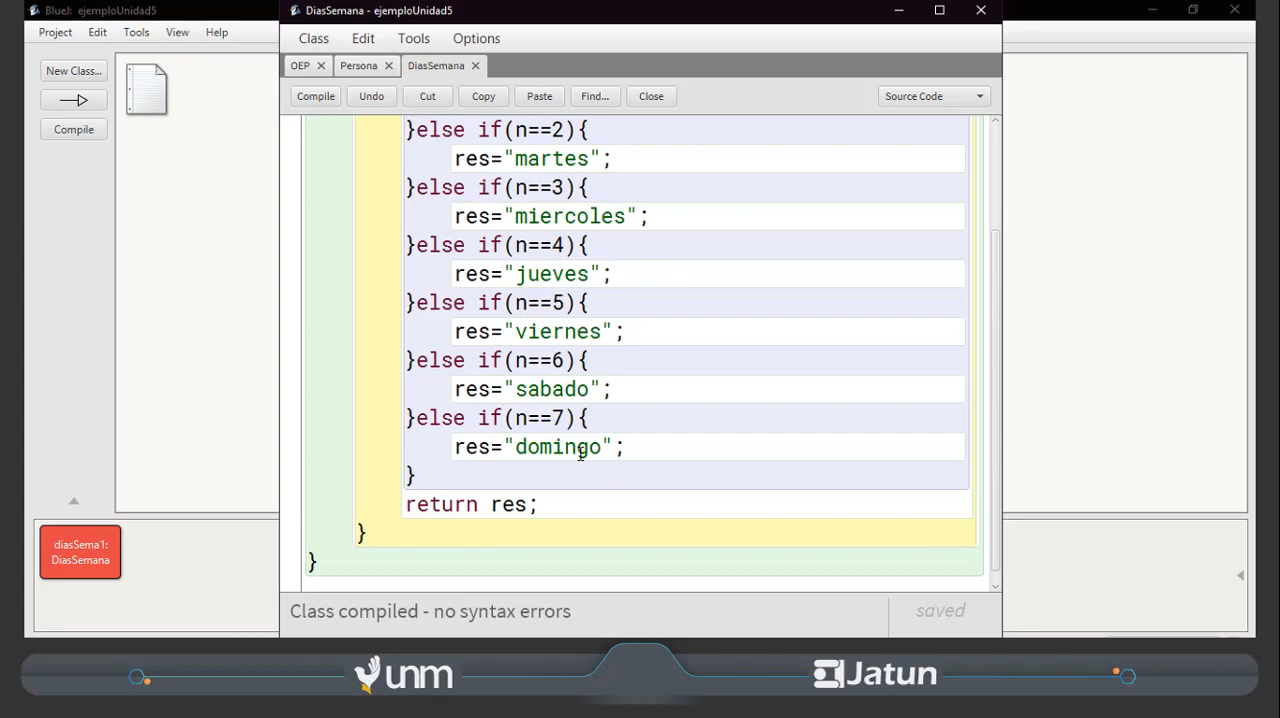 BlueJ: ejemploUnidad5
Project Edit Tools View Help
New Class...
Compile
DiasSemana - ejemploUnidad5
Class Edit Tools Options
OEP Persona DiasSemana
Compile Undo Cut Copy Paste Find... Close Source Code
}else if(n==2){
res="martes";
}else if(n==3){
res="miercoles";
}else if(n==4){
res="jueves";
}else if(n==5){
res="viernes";
}else if(n==6){
res="sabado";
}else if(n==7){
res="domingo";
}
return res;
}
}
Class compiled - no syntax errors
saved
diasSema1:
DiasSemana
unm
Jatun